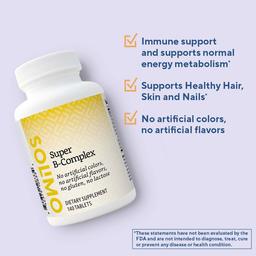 Immune support
and supports normal
energy metabolism*
Supports Healthy Hair,
Skin and Nails*
No artificial colors,
no artificial flavors
SOLIMO
Super
B-Complex
No artificial colors,
no artificial flavors,
no gluten, no lactose
DIETARY SUPPLEMENT
140 TABLETS
*These statements have not been evaluated by the
FDA and are not intended to diagnose, treat, cure
or prevent any disease or health condition.